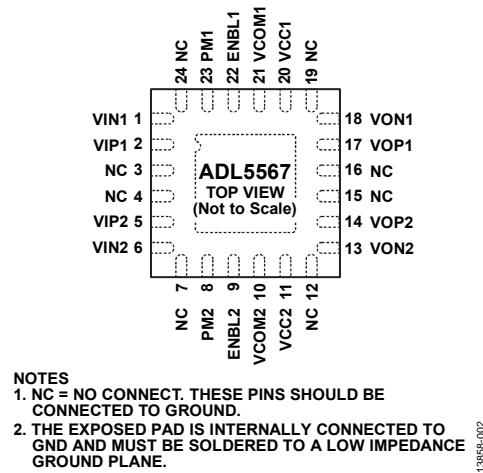 24 NC
23 PM1
22 ENBL1
21 VCOM1
20 VCC1
19 NC
VIN1 1
VIP1 2
NC 3
NC 4
VIP2 5
VIN2 6
ADL5567
TOP VIEW
(Not to Scale)
18 VON1
17 VOP1
16 NC
15 NC
14 VOP2
13 VON2
NC 7
PM2 8
ENBL2 9
VCOM2 10
VCC2 11
NC 12
NOTES
1. NC = NO CONNECT. THESE PINS SHOULD BE
CONNECTED TO GROUND.
2. THE EXPOSED PAD IS INTERNALLY CONNECTED TO
GND AND MUST BE SOLDERED TO A LOW IMPEDANCE
GROUND PLANE.
13858-002